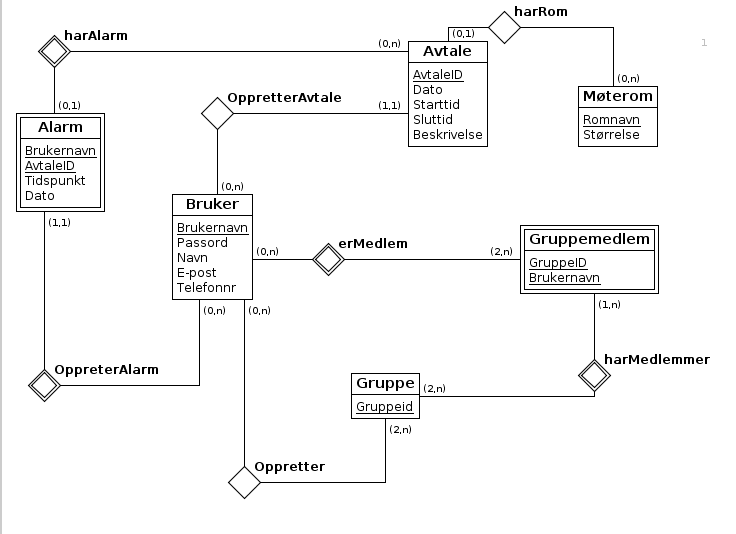 harRom
(0,1)
1
harAlarm
(0,n)
Avtale
AvtaleID
Dato
Starttid
Sluttid
Beskrivelse
(0,n)
Møterom
Romnavn
Størrelse
OppretterAvtale
(1,1)
(0,1)
Alarm
Brukernavn
AvtaleID
Tidspunkt
Dato
(1,1)
(0,n)
Bruker
Brukernavn
Passord
Navn
E-post
Telefonnr
(0,n)
erMedlem
(2,n)
Gruppemedlem
GruppeID
Brukernavn
(1,n)
(0,n)
(0,n)
OppreterAlarm
harMedlemmer
Gruppe
Gruppeid
(2,n)
(2,n)
Oppretter